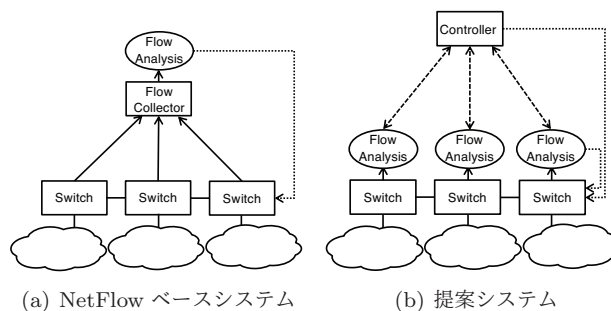 Flow
Analysis
Flow
Collector
Switch
Switch
Switch
(a) NetFlow ベースシステム
Controller
Flow
Analysis
Flow
Analysis
Flow
Analysis
Switch
Switch
Switch
(b) 提案システム